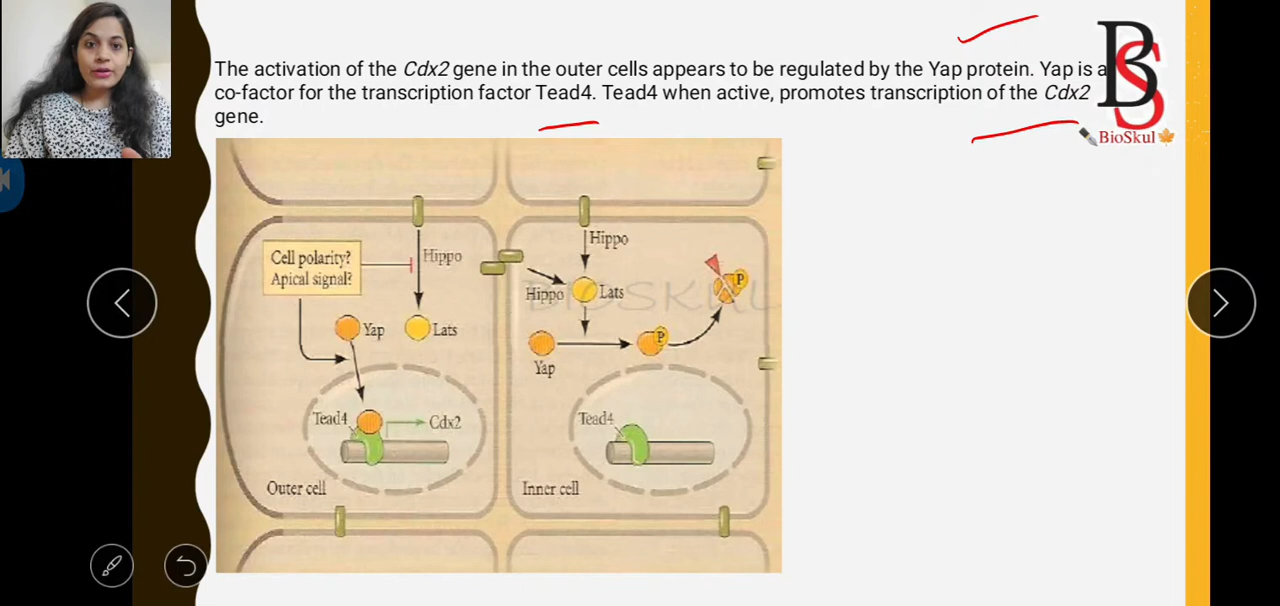 The activation of the Cdx2 gene in the outer cells appears to be regulated by the Yap protein. Yap is a
co-factor for the transcription factor Tead4. Tead4 when active, promotes transcription of the Cdx2
gene.
BS
BioSkul
Cell polarity?
Apical signal?
Hippo
Yap
Lats
Tead4
Cdx2
Outer cell
Hippo
Hippo
Lats
P
P
Yap
Tead4
Inner cell
BIOSKUL